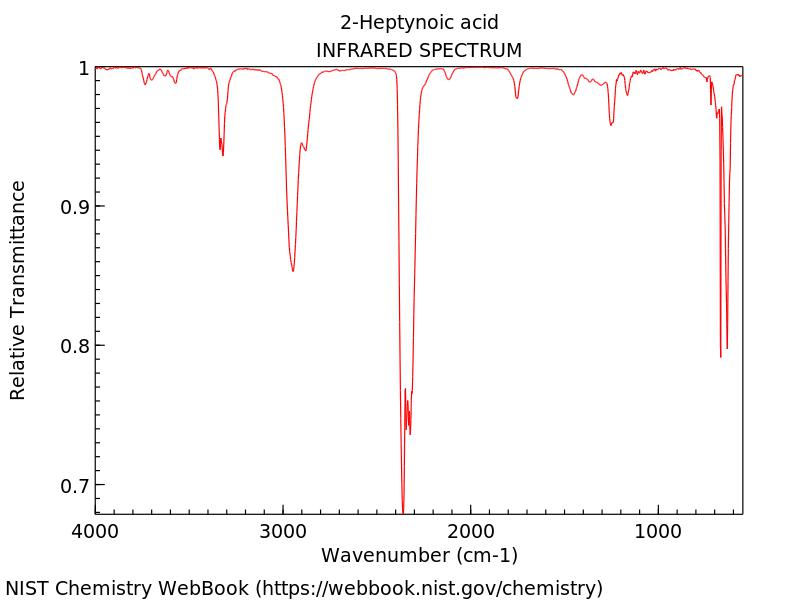 2-Heptynoic acid
INFRARED SPECTRUM
1
0.9
0.8
0.7
Relative Transmittance
4000 3000 2000 1000
Wavenumber (cm-1)
NIST Chemistry WebBook (https://webbook.nist.gov/chemistry)